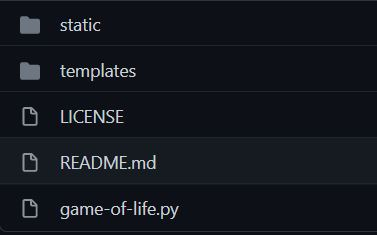 static
templates
LICENSE
README.md
game-of-life.py